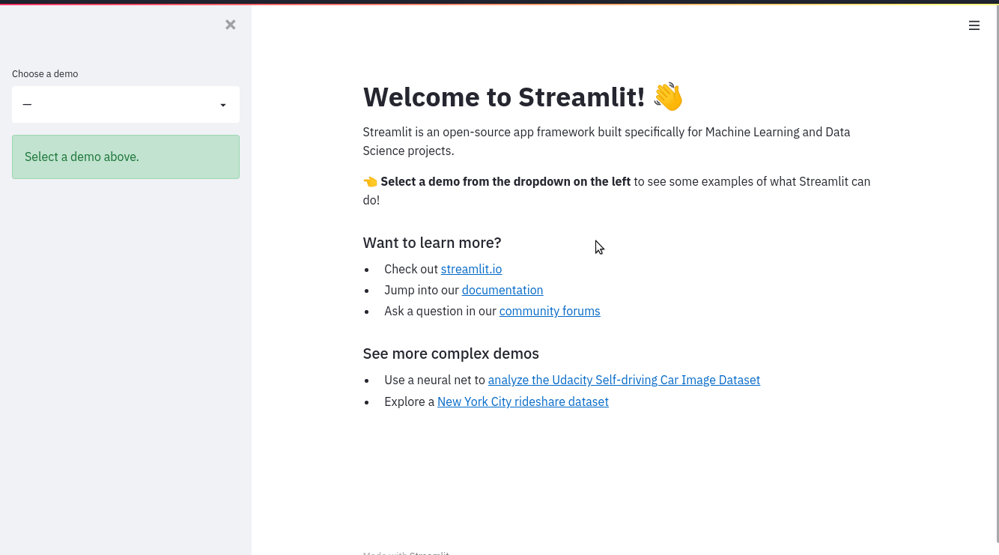 Choose a demo
—
Select a demo above.
Welcome to Streamlit! 👋
Streamlit is an open-source app framework built specifically for Machine Learning and Data
Science projects.
👈 Select a demo from the dropdown on the left to see some examples of what Streamlit can
do!
Want to learn more?
• Check out streamlit.io
• Jump into our documentation
• Ask a question in our community forums
See more complex demos
• Use a neural net to analyze the Udacity Self-driving Car Image Dataset
• Explore a New York City rideshare dataset
Made with Streamlit